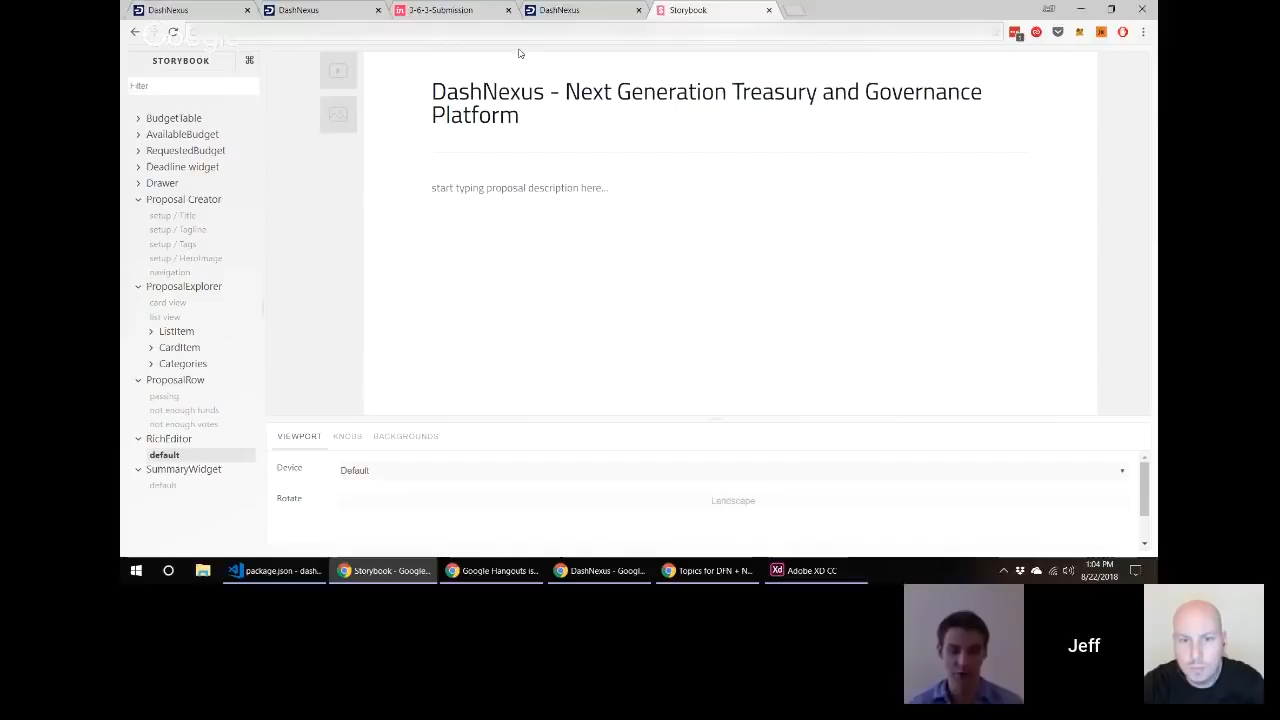 DashNexus
DashNexus
3-6-3-Submission
DashNexus
Storybook
Google
STORYBOOK
⌘
Filter
BudgetTable
AvailableBudget
RequestedBudget
Deadline widget
Drawer
Proposal Creator
setup / Title
setup / Tagline
setup / Tags
setup / HeroImage
navigation
ProposalExplorer
card view
list view
ListItem
CardItem
Categories
ProposalRow
passing
not enough funds
not enough votes
RichEditor
default
SummaryWidget
default
DashNexus - Next Generation Treasury and Governance
Platform
start typing proposal description here...
VIEWPORT KNOBS BACKGROUNDS
Device
Default
Rotate
Landscape
package.json - dash...
Storybook - Google...
Google Hangouts is...
DashNexus - Googl...
Topics for DFN + N...
Xd Adobe XD CC
1:04 PM
8/22/2018
Jeff